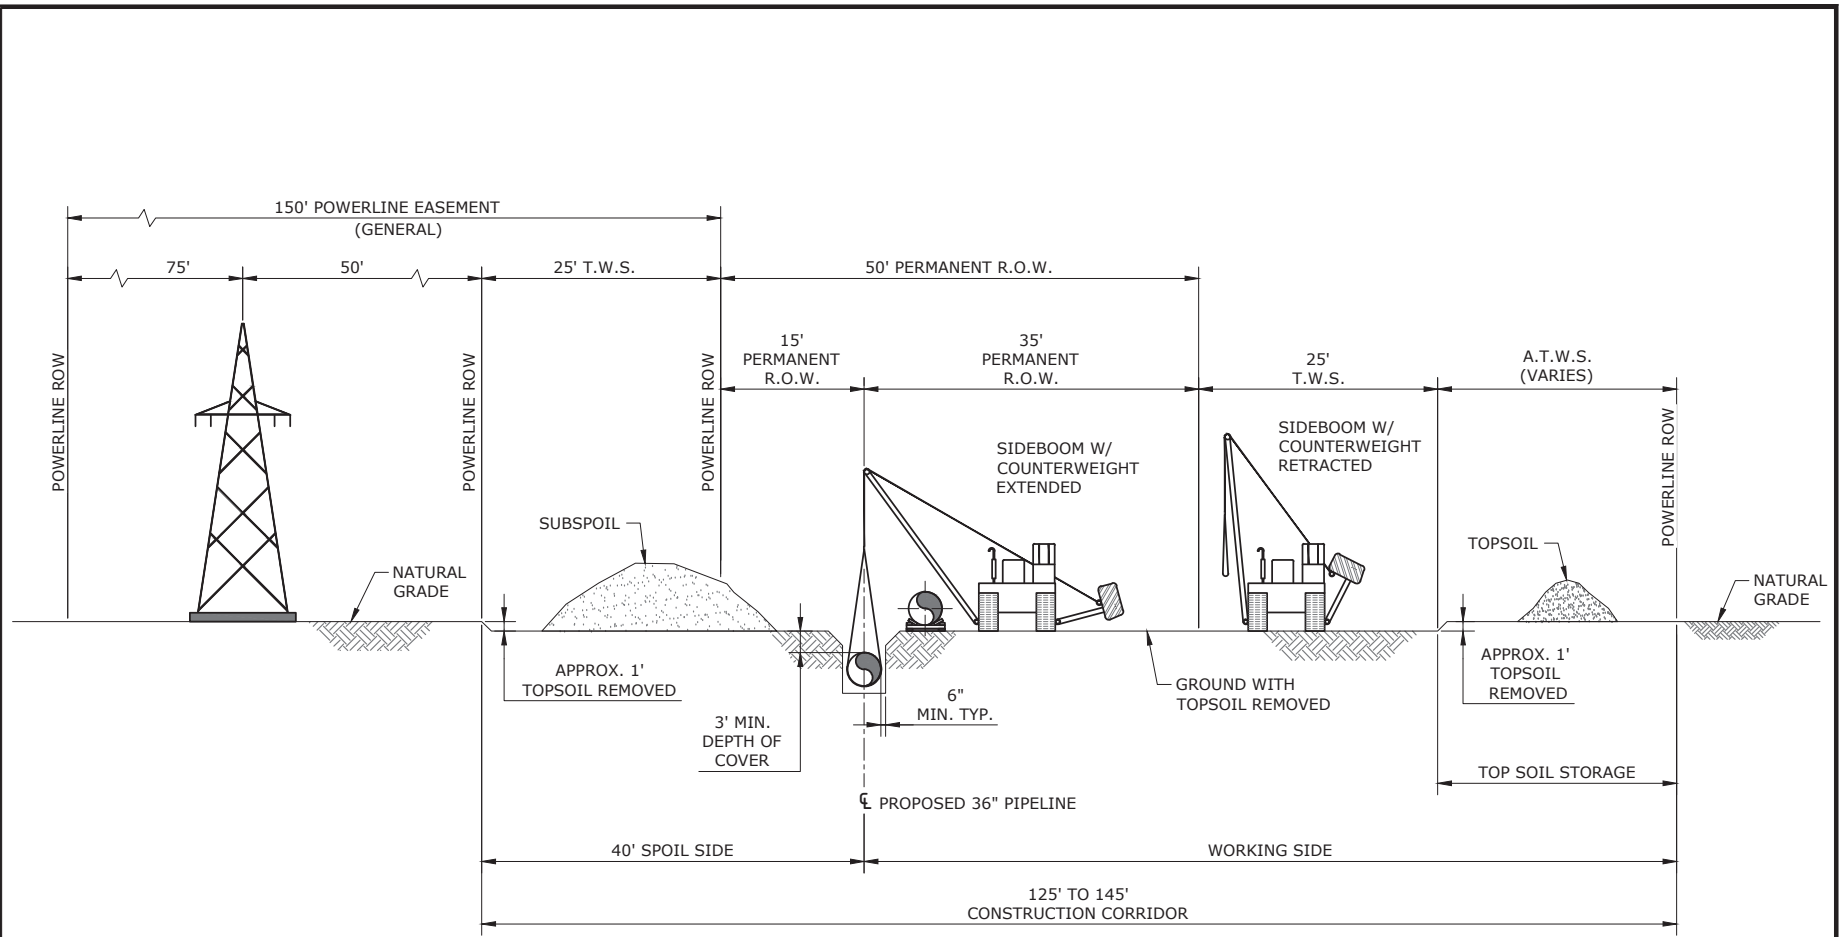 150' POWERLINE EASEMENT
(GENERAL)
75'
50'
25' T.W.S.
50' PERMANENT R.O.W.
15'
PERMANENT
R.O.W.
35'
PERMANENT
R.O.W.
25'
T.W.S.
A.T.W.S.
(VARIES)
POWERLINE ROW
POWERLINE ROW
POWERLINE ROW
POWERLINE ROW
SIDEBOOM W/
COUNTERWEIGHT
EXTENDED
SIDEBOOM W/
COUNTERWEIGHT
RETRACTED
SUBSPOIL
TOPSOIL
NATURAL
GRADE
NATURAL
GRADE
APPROX. 1'
TOPSOIL REMOVED
3' MIN.
DEPTH OF
COVER
6"
MIN. TYP.
GROUND WITH
TOPSOIL REMOVED
APPROX. 1'
TOPSOIL
REMOVED
TOP SOIL STORAGE
℄ PROPOSED 36" PIPELINE
40' SPOIL SIDE
WORKING SIDE
125' TO 145'
CONSTRUCTION CORRIDOR